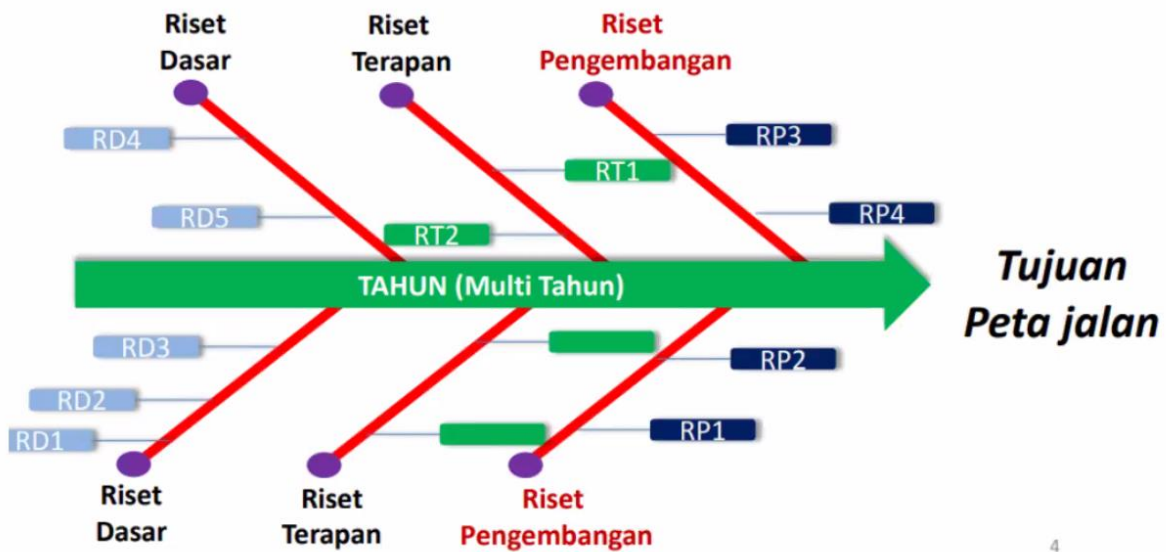 Riset
Dasar
Riset
Terapan
Riset
Pengembangan
RD4
RP3
RT1
RD5
RP4
RT2
TAHUN (Multi Tahun)
Tujuan
Peta jalan
RD3
RP2
RD2
RD1
RP1
Riset
Dasar
Riset
Terapan
Riset
Pengembangan
4